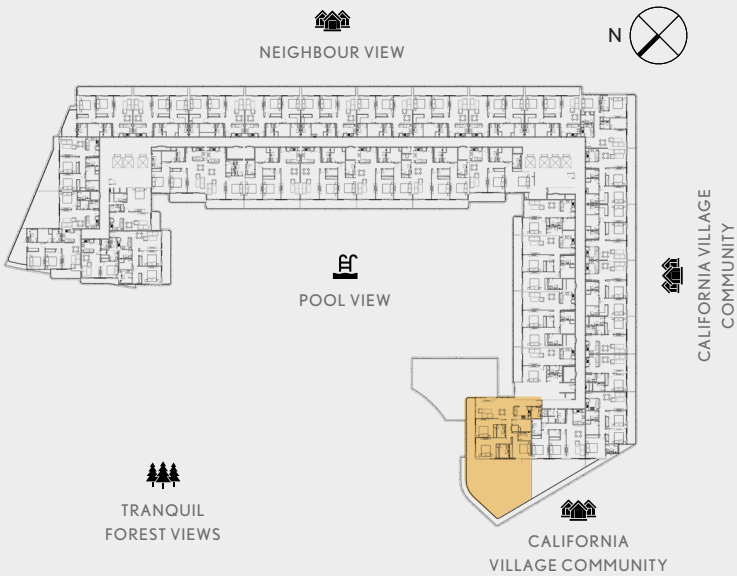 N
NEIGHBOUR VIEW
CALIFORNIA VILLAGE
COMMUNITY
POOL VIEW
TRANQUIL
FOREST VIEWS
CALIFORNIA
VILLAGE COMMUNITY